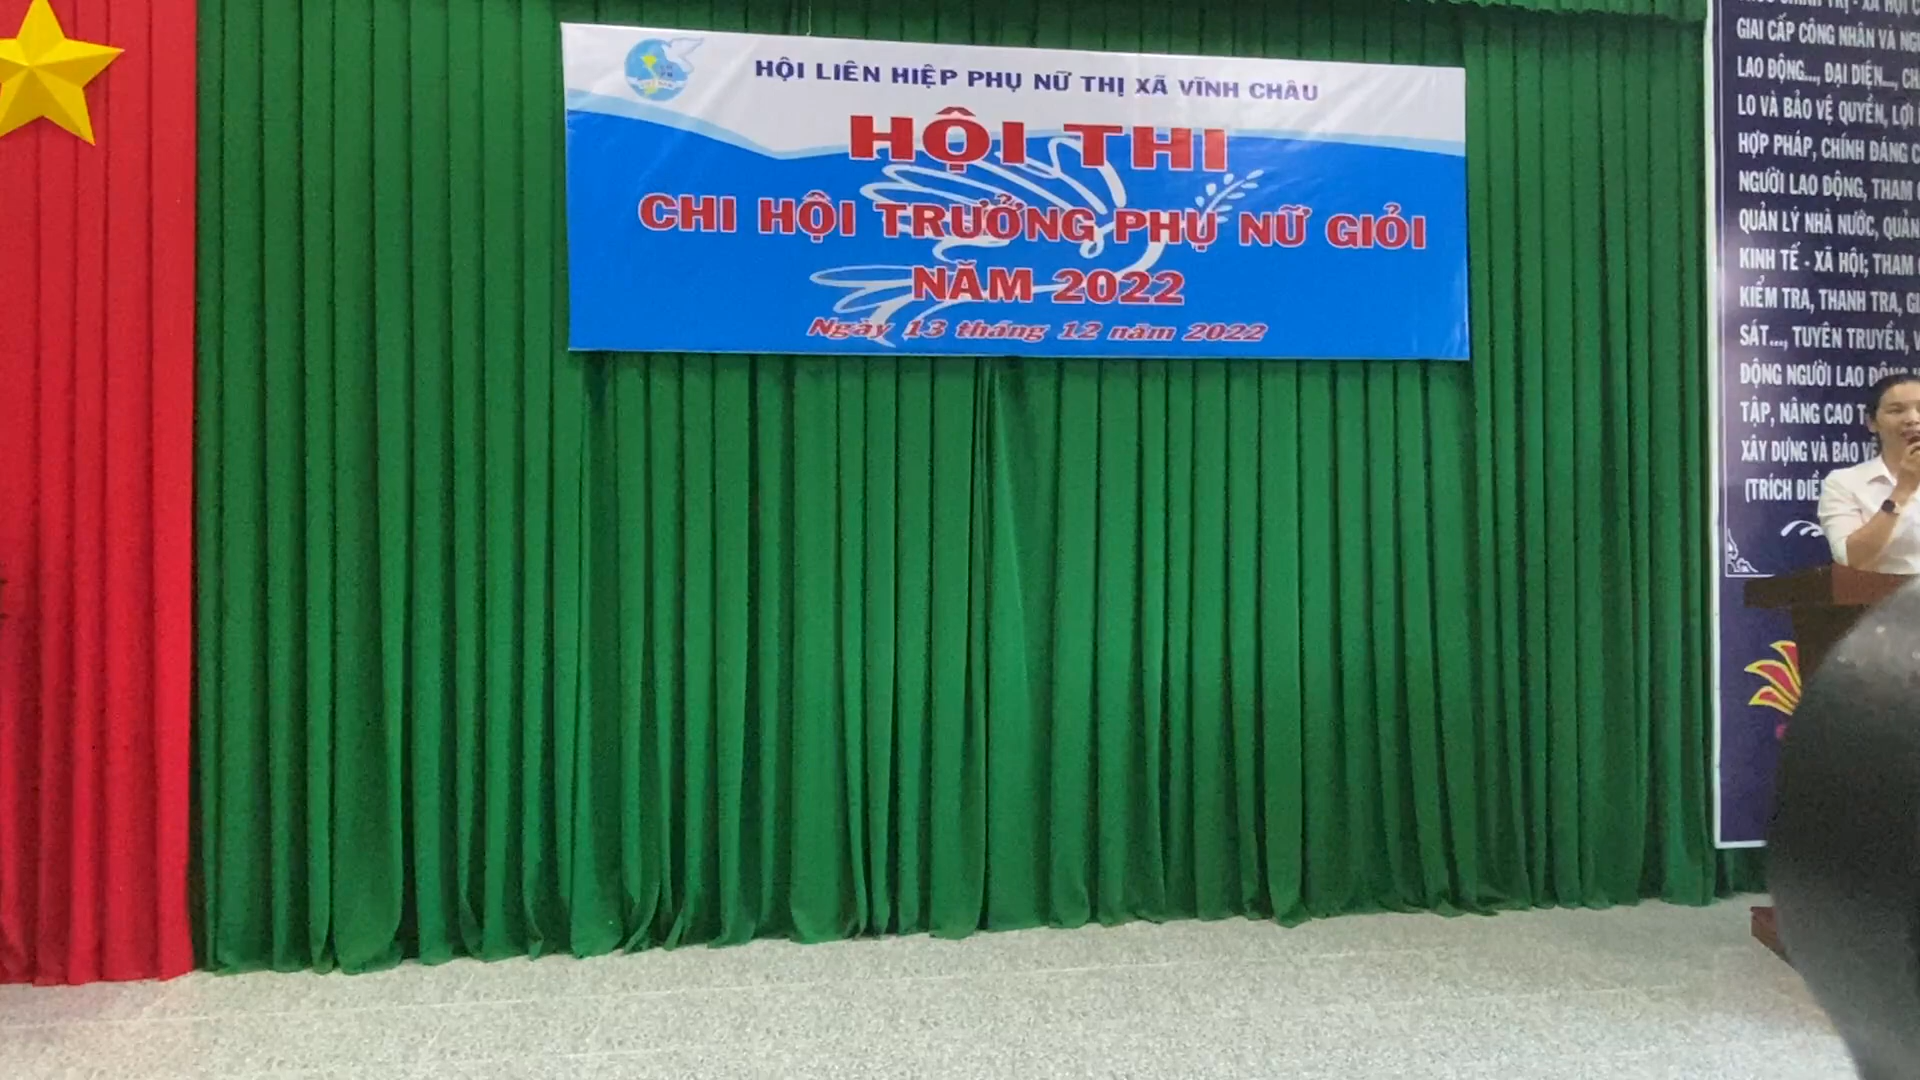 HỘI LIÊN HIỆP PHỤ NỮ THỊ XÃ VĨNH CHÂU
HỘI THI
CHI HỘI TRƯỞNG PHỤ NỮ GIỎI
NĂM 2022
Ngày 13 tháng 12 năm 2022
GIAI CẤP CÔNG NHÂN VÀ
LAO ĐỘNG..., ĐẠI DIỆN...,
LO VÀ BẢO VỆ QUYỀN, LỢI
HỢP PHÁP, CHÍNH ĐÁNG
NGƯỜI LAO ĐỘNG, THAM
QUẢN LÝ NHÀ NƯỚC, QUẢN
KINH TẾ - XÃ HỘI; THAM
KIỂM TRA, THANH TRA,
SÁT..., TUYÊN TRUYỀN,
ĐỘNG NGƯỜI LAO ĐỘNG
TẬP, NÂNG CAO
XÂY DỰNG VÀ BẢO VỆ
(TRÍCH